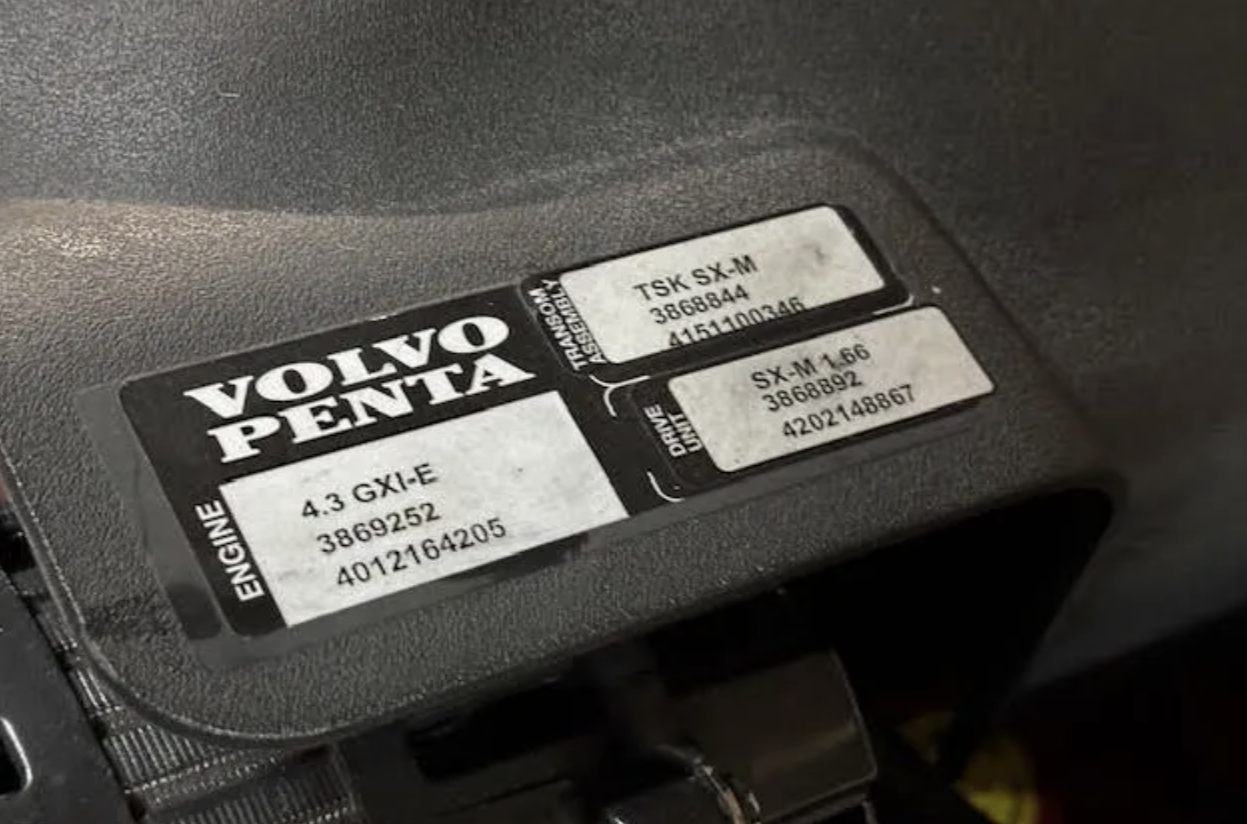 VOLVO
PENTA
ENGINE
4.3 GXI-E
3869252
4012164205
TRANSOM
ASSEMBLY
TSK SX-M
3868844
4151100346
DRIVE
UNIT
SX-M 1.66
3868892
4202148867